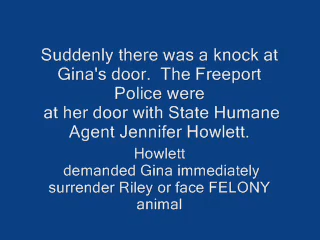 Suddenly there was a knock at
Gina's door.  The Freeport
Police were
at her door with State Humane
Agent Jennifer Howlett.
Howlett
demanded Gina immediately
surrender Riley or face FELONY
animal